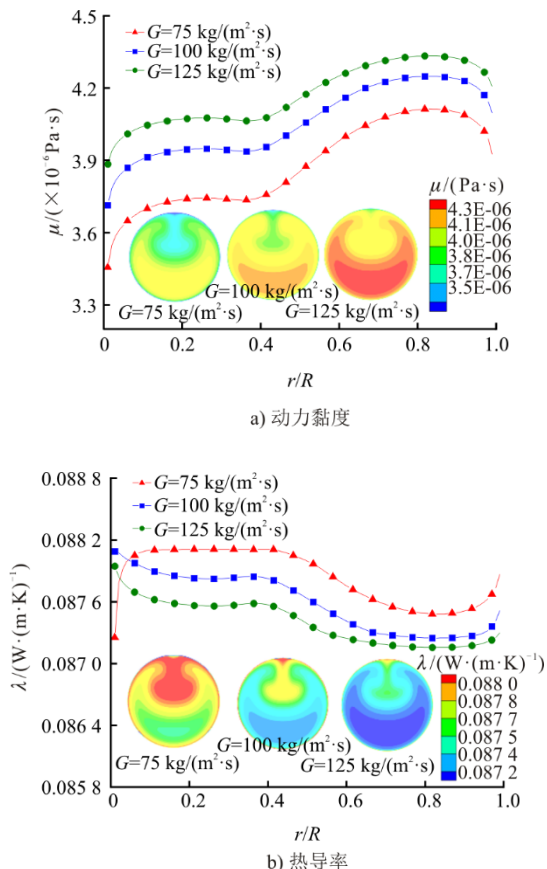 4.5
4.2
3.9
3.6
3.3
μ/(×10⁻⁶Pa·s)
G=75 kg/(m²·s)
G=100 kg/(m²·s)
G=125 kg/(m²·s)
μ/(Pa·s)
4.3E-06
4.1E-06
4.0E-06
3.8E-06
3.7E-06
3.5E-06
G=75 kg/(m²·s)
G=100 kg/(m²·s)
G=125 kg/(m²·s)
0 0.2 0.4 0.6 0.8 1.0
r/R
a) 动力黏度
0.088 8
0.088 2
0.087 6
0.087 0
0.086 4
0.085 8
λ/(W·(m·K)⁻¹)
G=75 kg/(m²·s)
G=100 kg/(m²·s)
G=125 kg/(m²·s)
λ/(W·(m·K)⁻¹)
0.088 0
0.087 8
0.087 7
0.087 5
0.087 4
0.087 2
G=75 kg/(m²·s)
G=100 kg/(m²·s)
G=125 kg/(m²·s)
0 0.2 0.4 0.6 0.8 1.0
r/R
b) 热导率